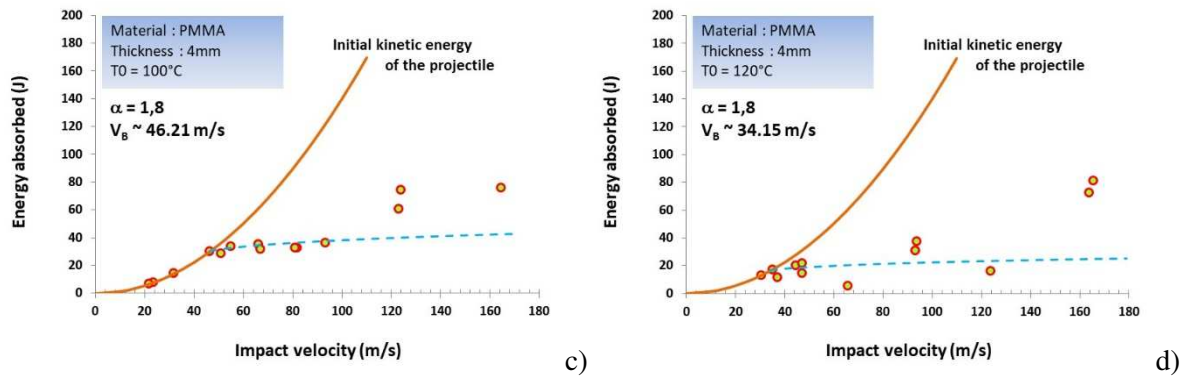 200
180
160
140
120
100
80
60
40
20
0
Energy absorbed (J)
Material : PMMA
Thickness : 4mm
T0 = 100°C
α = 1,8
V_B ~ 46.21 m/s
Initial kinetic energy
of the projectile
0 20 40 60 80 100 120 140 160 180
Impact velocity (m/s)
c)
200
180
160
140
120
100
80
60
40
20
0
Energy absorbed (J)
Material : PMMA
Thickness : 4mm
T0 = 120°C
α = 1,8
V_B ~ 34.15 m/s
Initial kinetic energy
of the projectile
0 20 40 60 80 100 120 140 160 180
Impact velocity (m/s)
d)